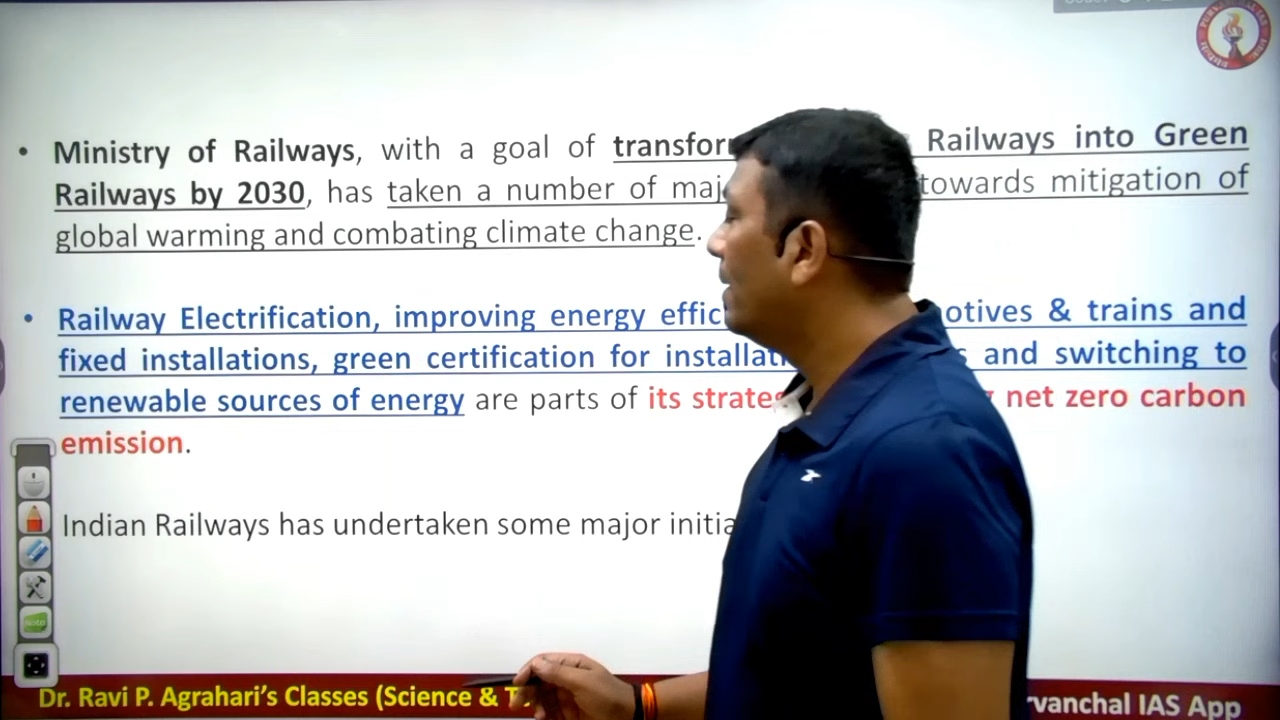 • Ministry of Railways, with a goal of transfor Railways into Green
Railways by 2030, has taken a number of maj towards mitigation of
global warming and combating climate change.
• Railway Electrification, improving energy effic otives & trains and
fixed installations, green certification for installat s and switching to
renewable sources of energy are parts of its strate net zero carbon
emission.
Indian Railways has undertaken some major initia
Dr. Ravi P. Agrahari's Classes (Science & T rvanchal IAS App